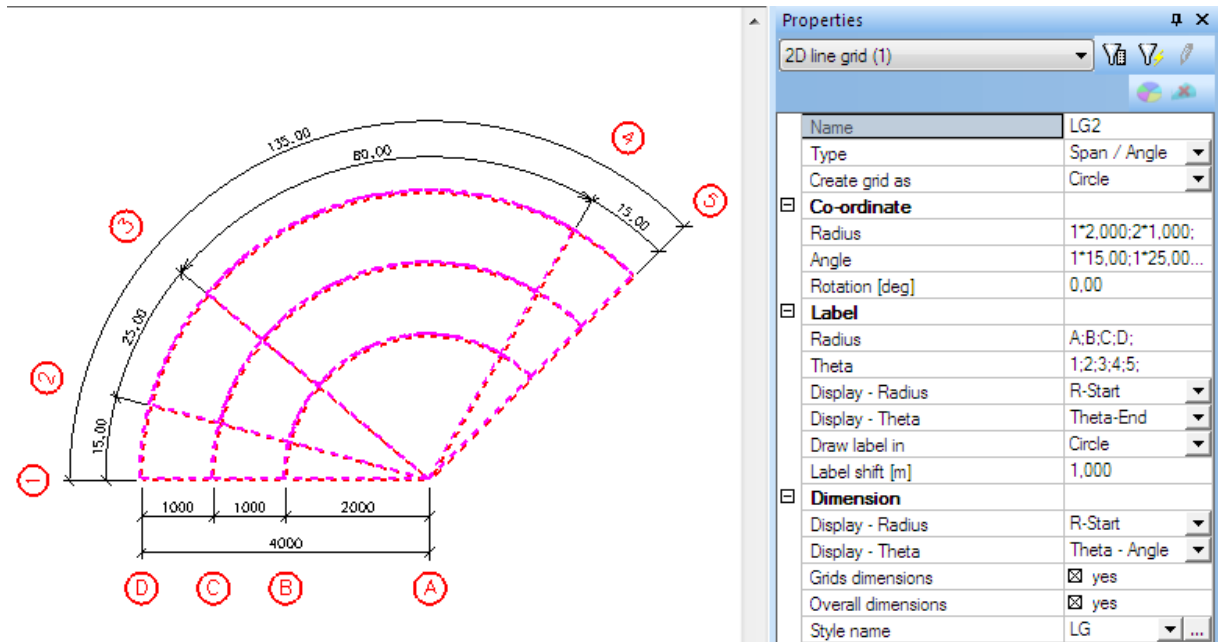 135,00
80,00
15,00
25,00
15,00
4
5
3
2
1
1000 1000 2000
4000
D C B A
Properties
2D line grid (1)
Name LG2
Type Span / Angle
Create grid as Circle
Co-ordinate
Radius 1*2,000;2*1,000;
Angle 1*15,00;1*25,00...
Rotation [deg] 0,00
Label
Radius A;B;C;D;
Theta 1;2;3;4;5;
Display - Radius R-Start
Display - Theta Theta-End
Draw label in Circle
Label shift [m] 1,000
Dimension
Display - Radius R-Start
Display - Theta Theta - Angle
Grids dimensions yes
Overall dimensions yes
Style name LG ...